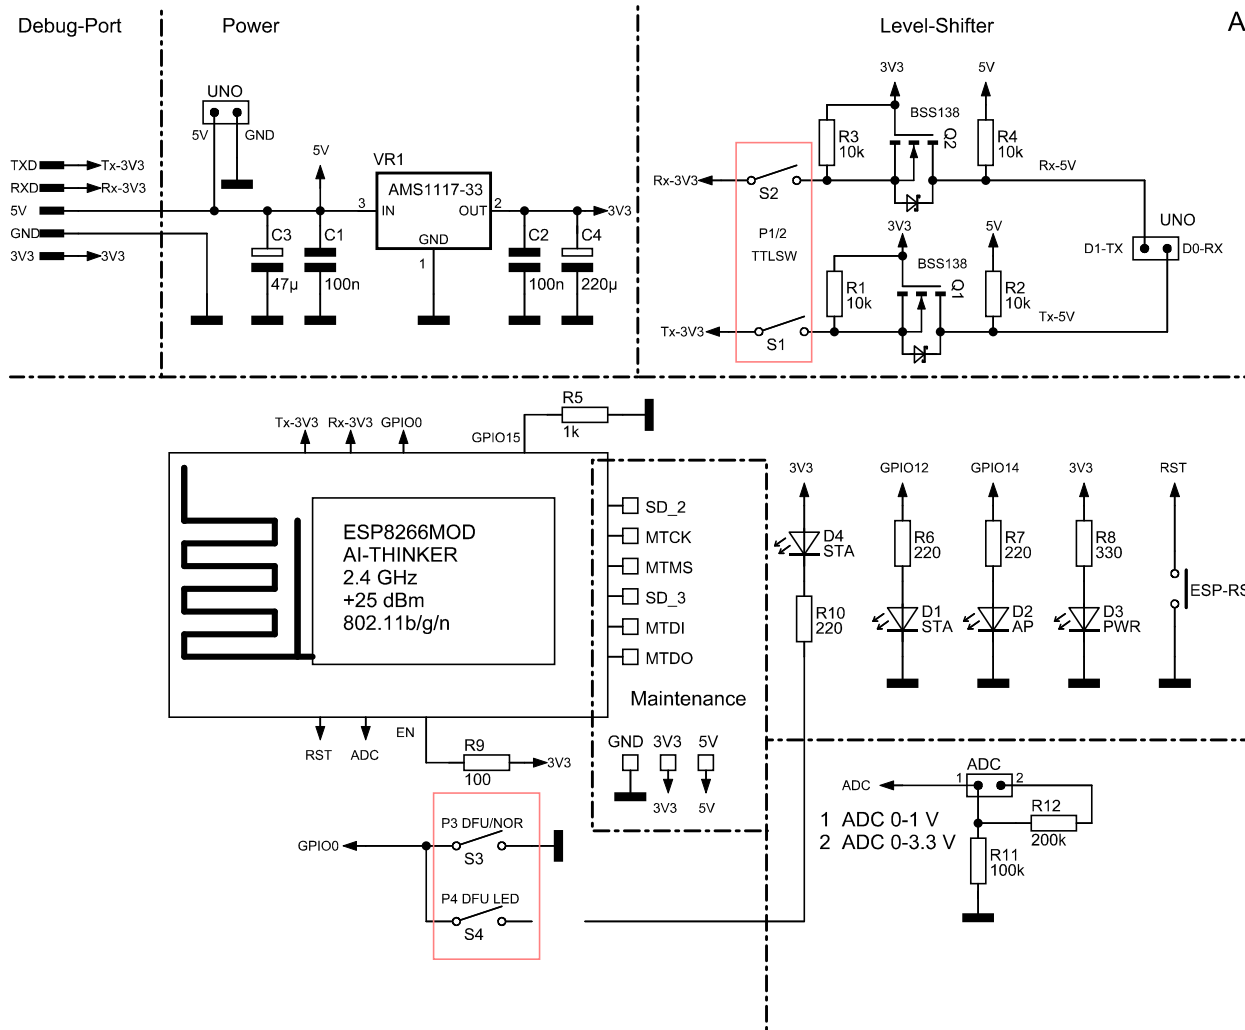 Debug-Port
Power
Level-Shifter
A
UNO
5V
GND
TXD
Tx-3V3
RXD
Rx-3V3
5V
GND
3V3
3V3
5V
VR1
AMS1117-33
3
IN
OUT
2
3V3
GND
1
C3
47µ
C1
100n
C2
100n
C4
220µ
3V3
5V
BSS138
R3
10k
Q2
R4
10k
Rx-3V3
S2
Rx-5V
P1/2
TTLSW
3V3
5V
UNO
D1-TX
D0-RX
BSS138
R1
10k
Q1
R2
10k
Tx-3V3
S1
Tx-5V
R5
1k
Tx-3V3
Rx-3V3
GPIO0
GPIO15
ESP8266MOD
AI-THINKER
2.4 GHz
+25 dBm
802.11b/g/n
SD_2
MTCK
MTMS
SD_3
MTDI
MTDO
Maintenance
GND
3V3
5V
3V3
5V
RST
ADC
EN
R9
100
3V3
3V3
D4
STA
R10
220
GPIO12
R6
220
D1
STA
GPIO14
R7
220
D2
AP
3V3
R8
330
D3
PWR
RST
ESP-RS
P3 DFU/NOR
GPIO0
S3
P4 DFU LED
S4
ADC
ADC
1
2
R12
200k
1 ADC 0-1 V
2 ADC 0-3.3 V
R11
100k